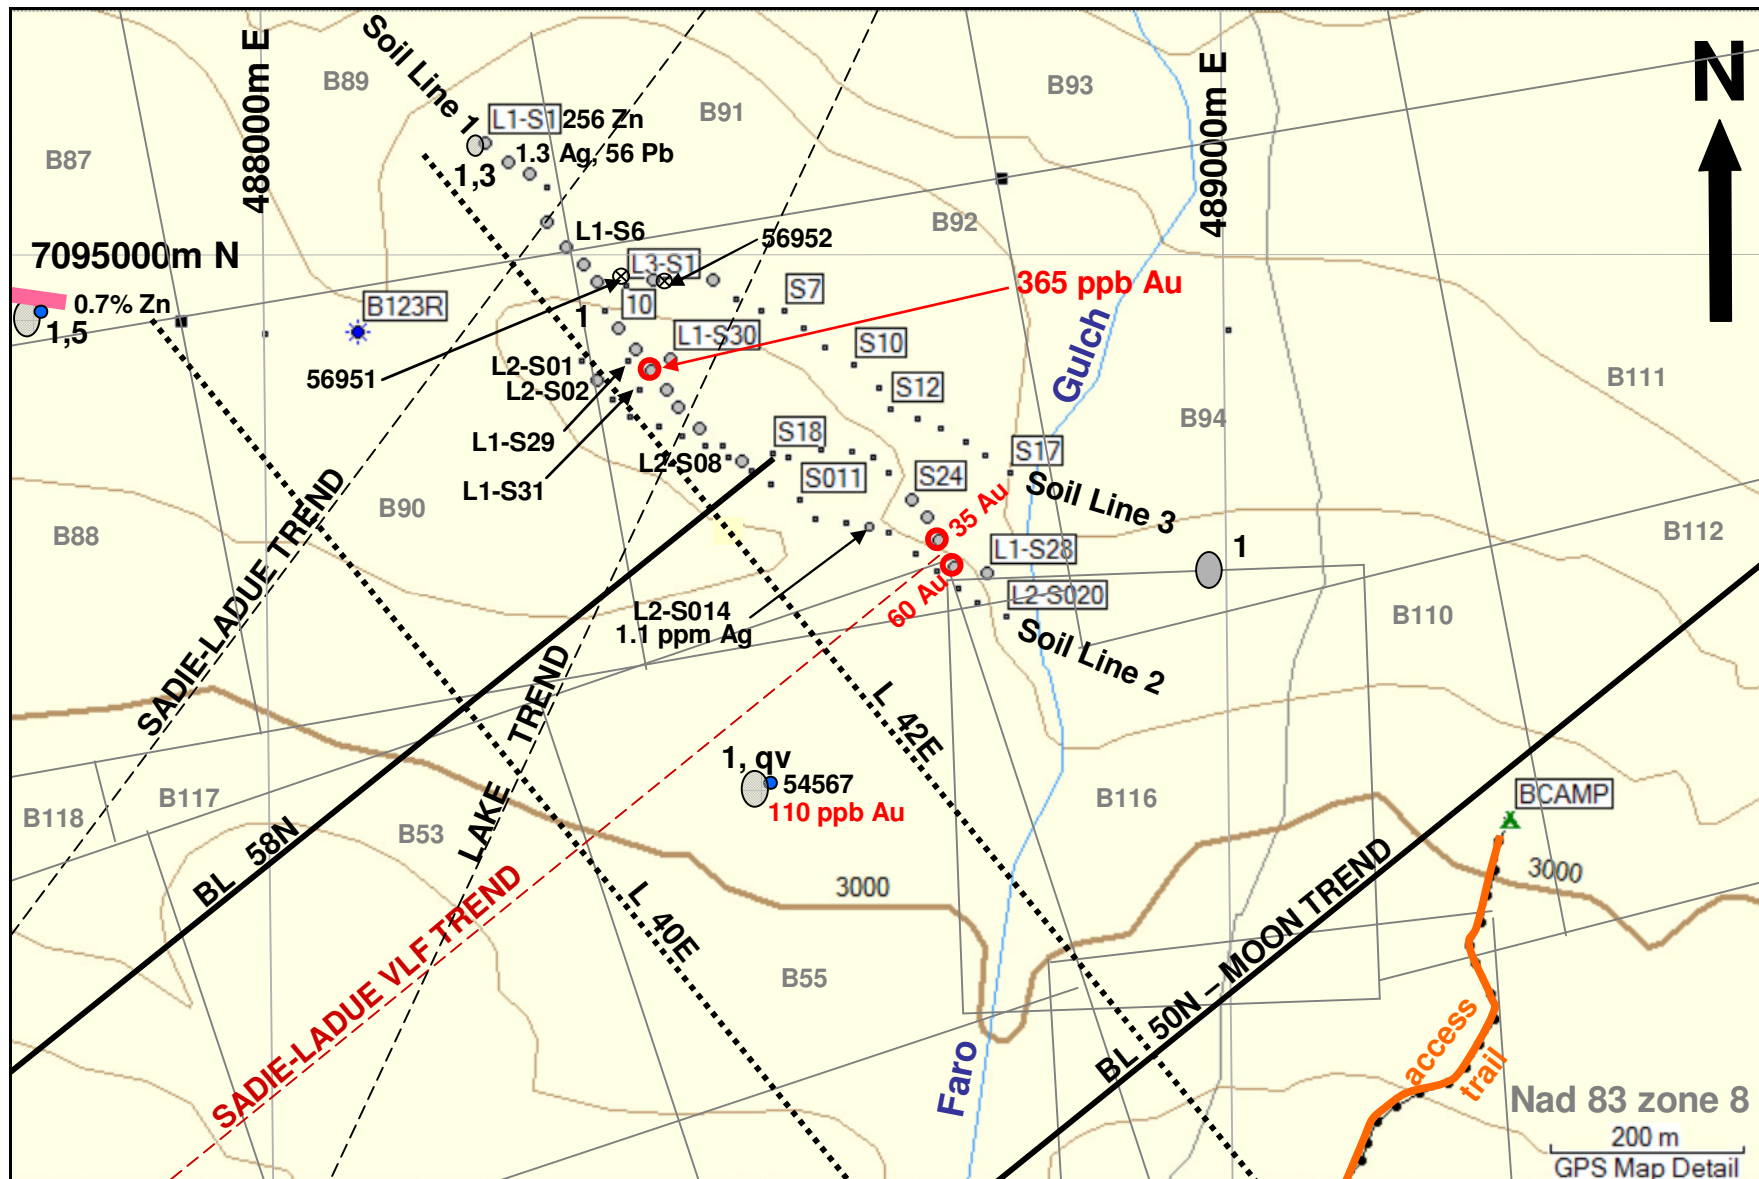 Soil Line 1
B89
488000m E
L1-S1
256 Zn
1.3 Ag, 56 Pb
1,3
B91
B93
489000m E
N
B87
B92
L1-S6
56952
7095000m N
L3-S1
365 ppb Au
0.7% Zn
1,5
B123R
10
1
S7
L1-S30
S10
Gulch
L2-S01
L2-S02
56951
S12
B111
B94
L1-S29
S18
S17
L2-S08
S011
S24
L1-S31
Soil Line 3
35 Au
B90
B88
B112
SADIE-LADUE TREND
L1-S28
1
60 Au
L2-S020
L2-S014
1.1 ppm Ag
Soil Line 2
B110
LAKE TREND
L 42E
1, qv
54567
110 ppb Au
B118
B117
B53
B116
BCAMP
BL 58N
3000
3000
SADIE-LADUE VLF TREND
L 40E
B55
BL 50N – MOON TREND
Faro
access
trail
Nad 83 zone 8
200 m
GPS Map Detail